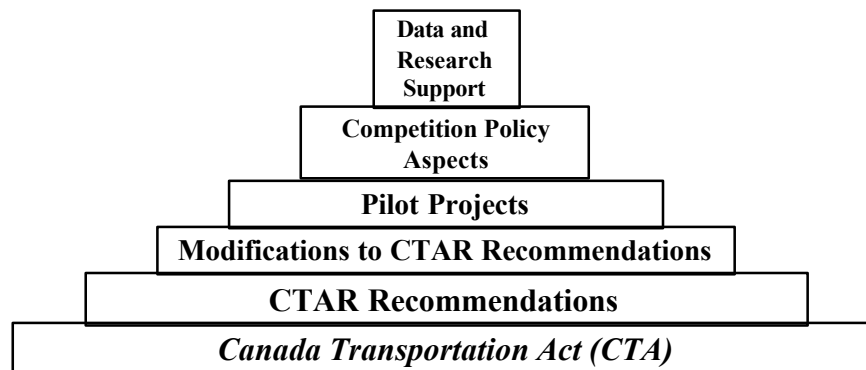 Data and
Research
Support
Competition Policy
Aspects
Pilot Projects
Modifications to CTAR Recommendations
CTAR Recommendations
Canada Transportation Act (CTA)